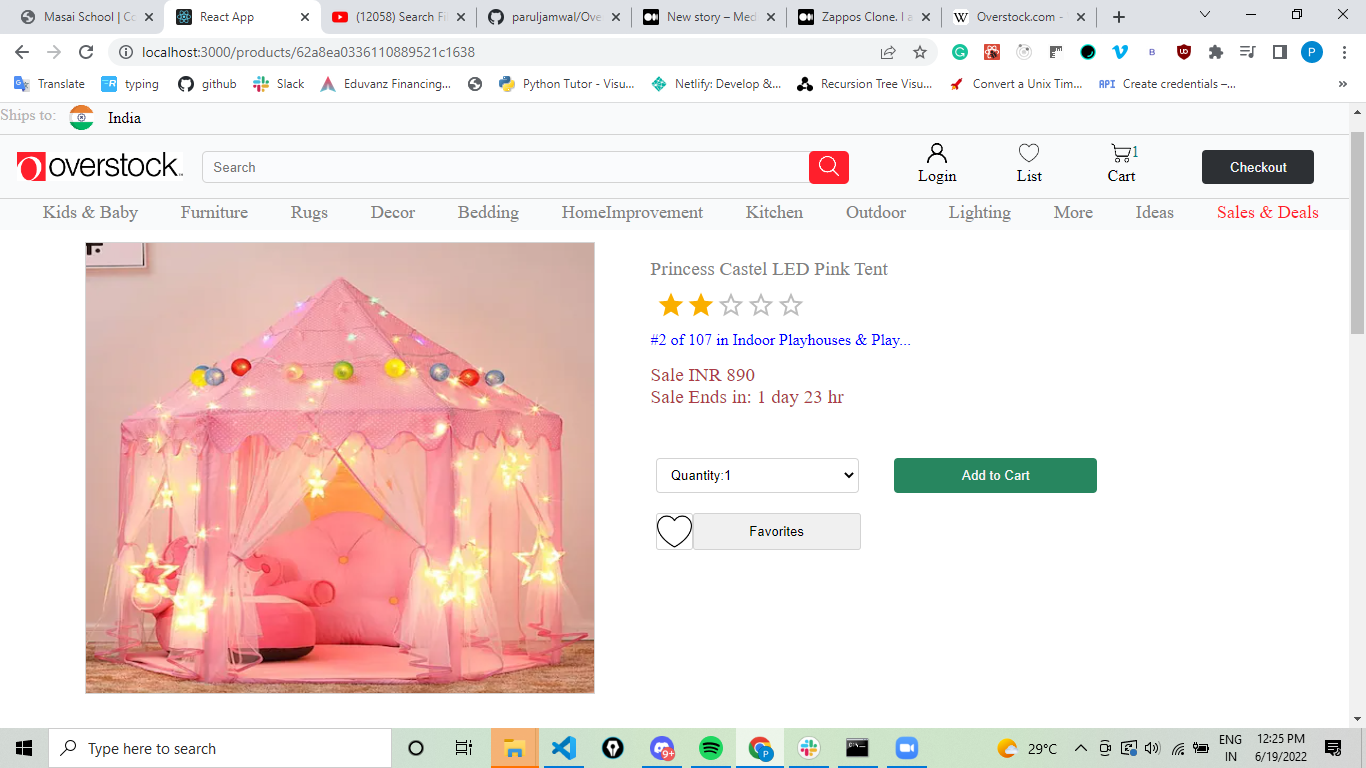 Masai School | Co
React App
(12058) Search Fi
paruljamwal/Ove
New story – Med
Zappos Clone. I a
Overstock.com -
localhost:3000/products/62a8ea0336110889521c1638
P
Translate
typing
github
Slack
Eduvanz Financing...
Python Tutor - Visu...
Netlify: Develop &...
Recursion Tree Visu...
Convert a Unix Tim...
API Create credentials –...
»
Ships to: India
overstock
Search
Login
List
1
Cart
Checkout
Kids & Baby
Furniture
Rugs
Decor
Bedding
HomeImprovement
Kitchen
Outdoor
Lighting
More
Ideas
Sales & Deals
Princess Castel LED Pink Tent
#2 of 107 in Indoor Playhouses & Play...
Sale INR 890
Sale Ends in: 1 day 23 hr
Quantity:1
Add to Cart
Favorites
Type here to search
9+
P
29°C
ENG
IN
12:25 PM
6/19/2022